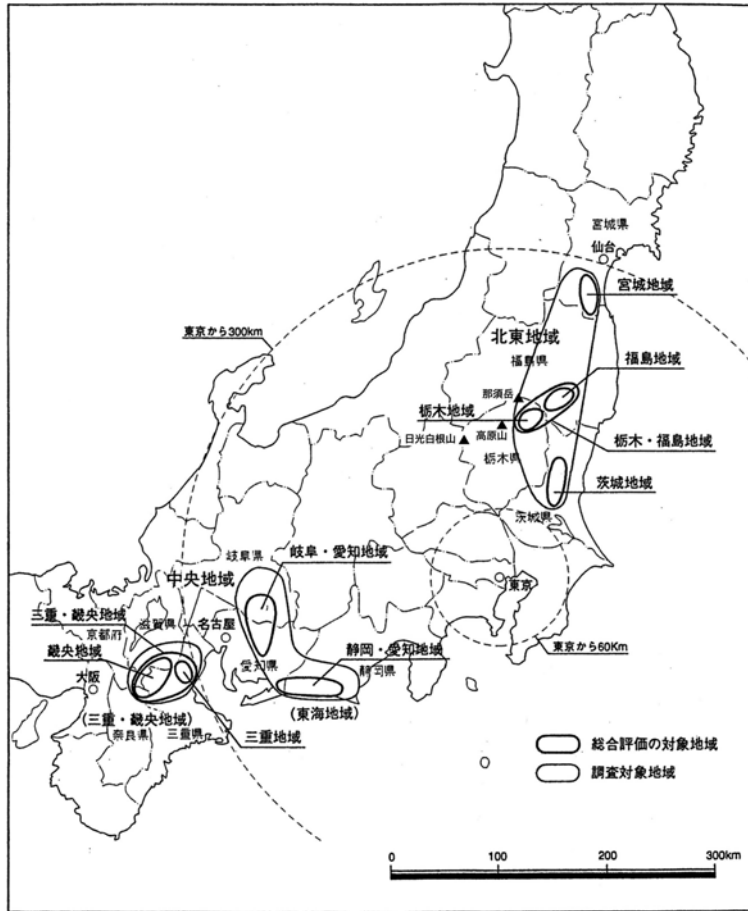 宮城県
仙台
宮城地域
東京から300km
北東地域
福島県
福島地域
那須岳
栃木地域
高原山
日光白根山
栃木・福島地域
栃木県
茨城地域
茨城県
岐阜県
岐阜・愛知地域
東京
中央地域
三重・畿央地域
滋賀県
名古屋
京都府
東京から60Km
畿央地域
愛知県
静岡・愛知地域
静岡県
大阪
(東海地域)
(三重・畿央地域)
奈良県
三重県
三重地域
総合評価の対象地域
調査対象地域
0
100
200
300km